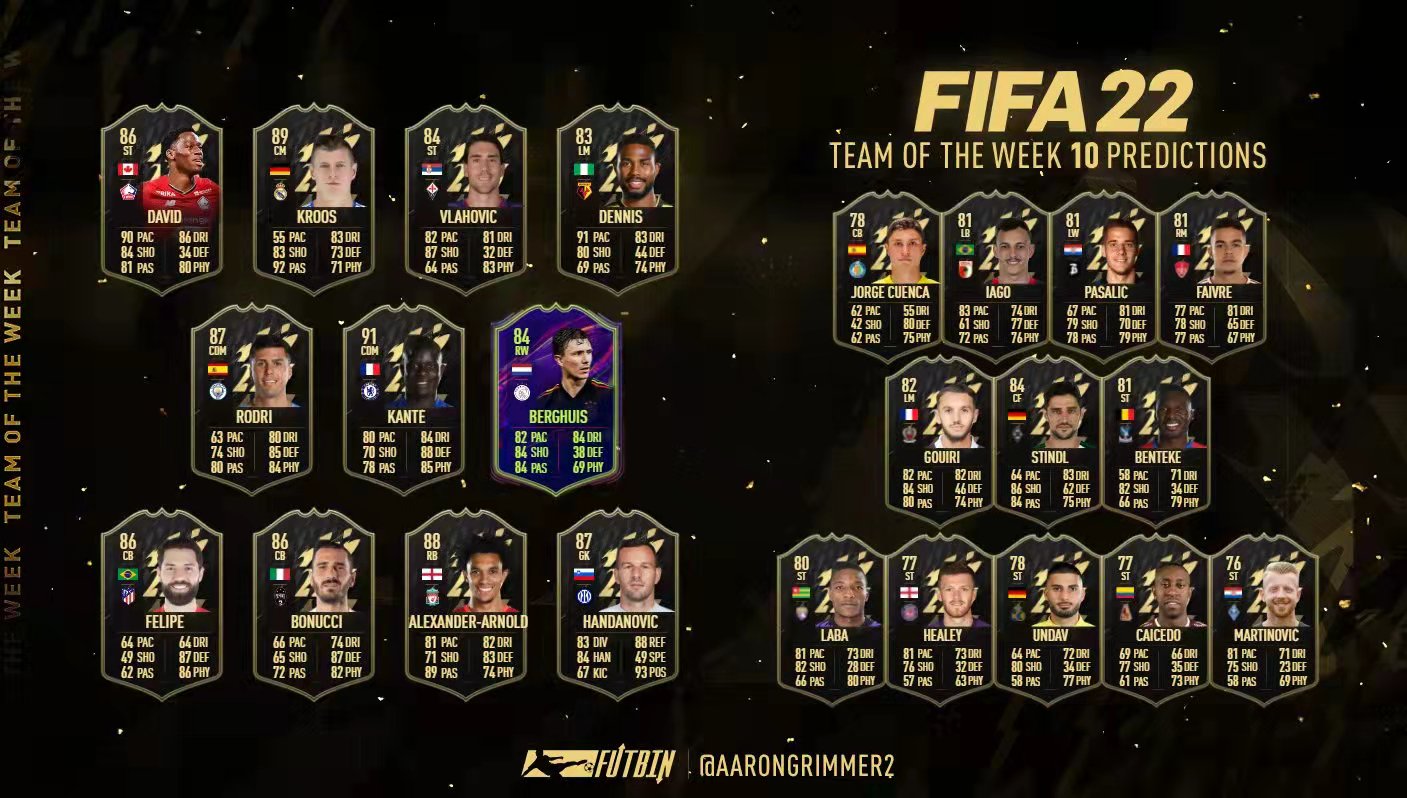 TEAM OF THE WEEK
FIFA 22
TEAM OF THE WEEK 10 PREDICTIONS
86
ST
DAVID
90 PAC 86 DRI
84 SHO 34 DEF
81 PAS 80 PHY
89
CM
KROOS
55 PAC 83 DRI
83 SHO 73 DEF
92 PAS 71 PHY
84
ST
VLAHOVIC
82 PAC 81 DRI
87 SHO 32 DEF
64 PAS 83 PHY
83
LM
DENNIS
91 PAC 83 DRI
80 SHO 44 DEF
69 PAS 74 PHY
87
CDM
RODRI
63 PAC 80 DRI
74 SHO 85 DEF
80 PAS 84 PHY
91
CDM
KANTE
80 PAC 84 DRI
70 SHO 88 DEF
78 PAS 85 PHY
84
RW
BERGHUIS
82 PAC 84 DRI
84 SHO 38 DEF
84 PAS 69 PHY
86
CB
FELIPE
64 PAC 64 DRI
49 SHO 87 DEF
62 PAS 86 PHY
86
CB
BONUCCI
66 PAC 74 DRI
65 SHO 87 DEF
72 PAS 82 PHY
88
RB
ALEXANDER-ARNOLD
81 PAC 82 DRI
71 SHO 83 DEF
89 PAS 74 PHY
87
GK
HANDANOVIC
83 DIV 88 REF
84 HAN 49 SPE
67 KIC 93 POS
78
CB
JORGE CUENCA
62 PAC 55 DRI
42 SHO 80 DEF
62 PAS 75 PHY
81
LB
IAGO
83 PAC 74 DRI
61 SHO 77 DEF
72 PAS 76 PHY
81
LW
PASALIC
67 PAC 81 DRI
79 SHO 70 DEF
78 PAS 79 PHY
81
RM
FAIVRE
77 PAC 81 DRI
78 SHO 65 DEF
77 PAS 67 PHY
82
LM
GOUIRI
82 PAC 82 DRI
84 SHO 46 DEF
80 PAS 74 PHY
84
CF
STINDL
64 PAC 83 DRI
86 SHO 62 DEF
84 PAS 75 PHY
81
ST
BENTEKE
58 PAC 71 DRI
82 SHO 34 DEF
66 PAS 79 PHY
80
ST
LABA
81 PAC 73 DRI
82 SHO 28 DEF
66 PAS 80 PHY
77
ST
HEALEY
81 PAC 73 DRI
76 SHO 32 DEF
57 PAS 63 PHY
78
ST
UNDAV
64 PAC 72 DRI
80 SHO 34 DEF
58 PAS 77 PHY
77
ST
CAICEDO
69 PAC 66 DRI
77 SHO 35 DEF
61 PAS 73 PHY
76
ST
MARTINOVIC
81 PAC 71 DRI
75 SHO 23 DEF
58 PAS 69 PHY
FUTBIN
@AARONGRIMMER2